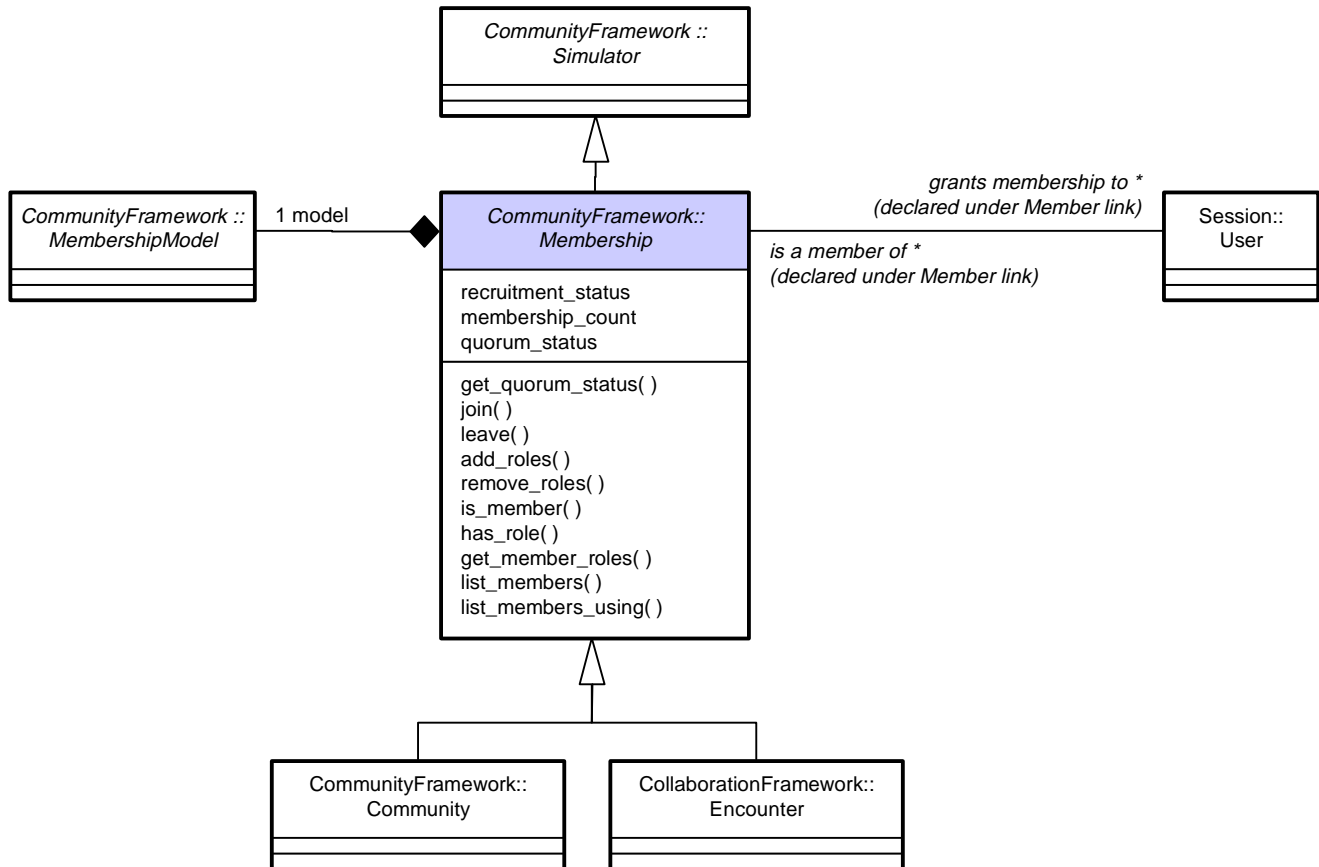 CommunityFramework ::
Simulator
CommunityFramework ::
MembershipModel
1 model
CommunityFramework::
Membership
grants membership to *
(declared under Member link)
is a member of *
(declared under Member link)
Session::
User
recruitment_status
membership_count
quorum_status
get_quorum_status( )
join( )
leave( )
add_roles( )
remove_roles( )
is_member( )
has_role( )
get_member_roles( )
list_members( )
list_members_using( )
CommunityFramework::
Community
CollaborationFramework::
Encounter